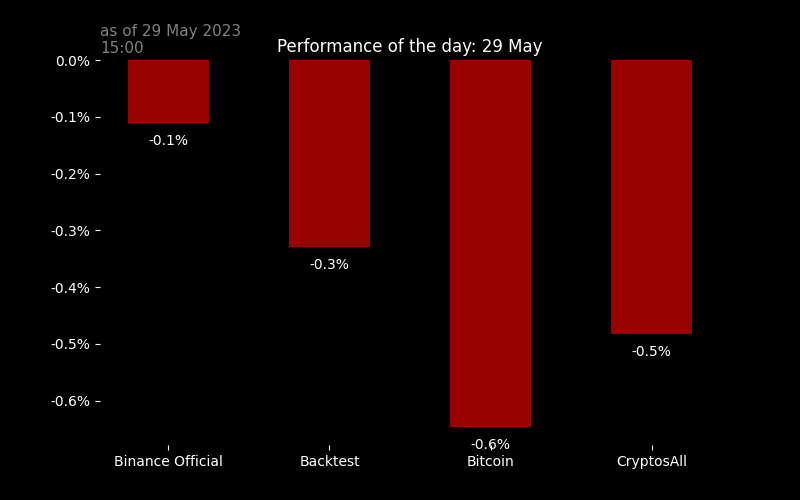 as of 29 May 2023
15:00
Performance of the day: 29 May
0.0%
-0.1%
-0.2%
-0.3%
-0.4%
-0.5%
-0.6%
-0.1%
-0.3%
-0.6%
-0.5%
Binance Official
Backtest
Bitcoin
CryptosAll